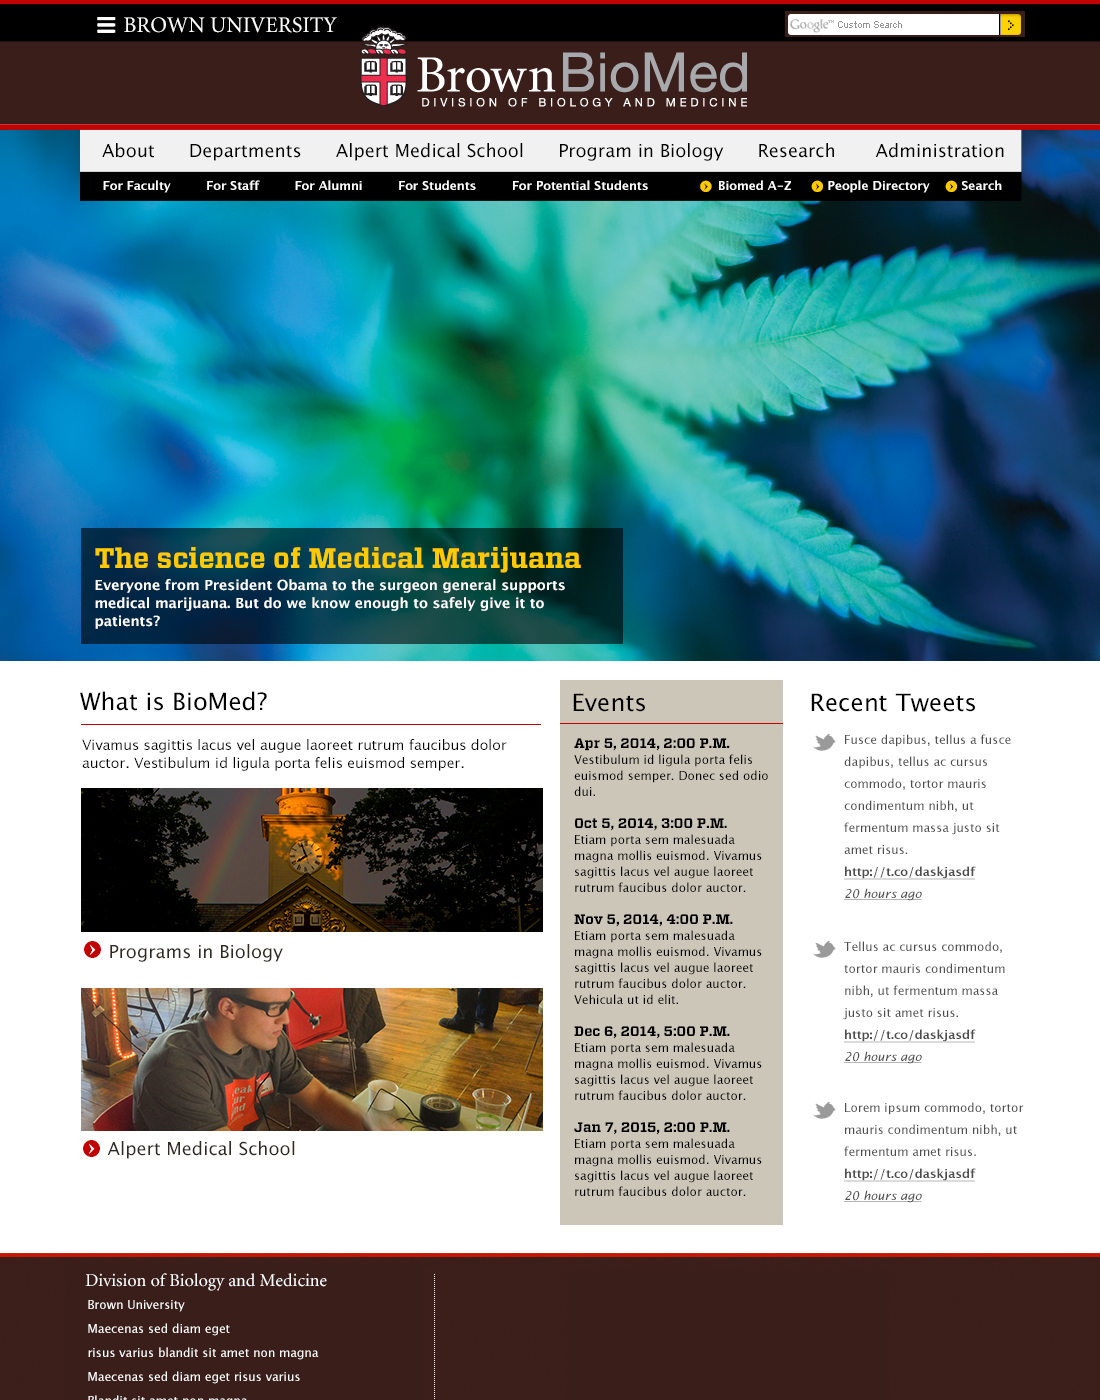 BROWN UNIVERSITY
Google™ Custom Search
Brown BioMed
DIVISION OF BIOLOGY AND MEDICINE
About Departments Alpert Medical School Program in Biology Research Administration
For Faculty For Staff For Alumni For Students For Potential Students Biomed A-Z People Directory Search
The science of Medical Marijuana
Everyone from President Obama to the surgeon general supports
medical marijuana. But do we know enough to safely give it to
patients?
What is BioMed?
Vivamus sagittis lacus vel augue laoreet rutrum faucibus dolor
auctor. Vestibulum id ligula porta felis euismod semper.
Programs in Biology
Alpert Medical School
Events
Apr 5, 2014, 2:00 P.M.
Vestibulum id ligula porta felis
euismod semper. Donec sed odio
dui.
Oct 5, 2014, 3:00 P.M.
Etiam porta sem malesuada
magna mollis euismod. Vivamus
sagittis lacus vel augue laoreet
rutrum faucibus dolor auctor.
Nov 5, 2014, 4:00 P.M.
Etiam porta sem malesuada
magna mollis euismod. Vivamus
sagittis lacus vel augue laoreet
rutrum faucibus dolor auctor.
Vehicula ut id elit.
Dec 6, 2014, 5:00 P.M.
Etiam porta sem malesuada
magna mollis euismod. Vivamus
sagittis lacus vel augue laoreet
rutrum faucibus dolor auctor.
Jan 7, 2015, 2:00 P.M.
Etiam porta sem malesuada
magna mollis euismod. Vivamus
sagittis lacus vel augue laoreet
rutrum faucibus dolor auctor.
Recent Tweets
Fusce dapibus, tellus a fusce
dapibus, tellus ac cursus
commodo, tortor mauris
condimentum nibh, ut
fermentum massa justo sit
amet risus.
http://t.co/daskjasdf
20 hours ago
Tellus ac cursus commodo,
tortor mauris condimentum
nibh, ut fermentum massa
justo sit amet risus.
http://t.co/daskjasdf
20 hours ago
Lorem ipsum commodo, tortor
mauris condimentum nibh, ut
fermentum amet risus.
http://t.co/daskjasdf
20 hours ago
Division of Biology and Medicine
Brown University
Maecenas sed diam eget
risus varius blandit sit amet non magna
Maecenas sed diam eget risus varius
Blandit sit amet non magna